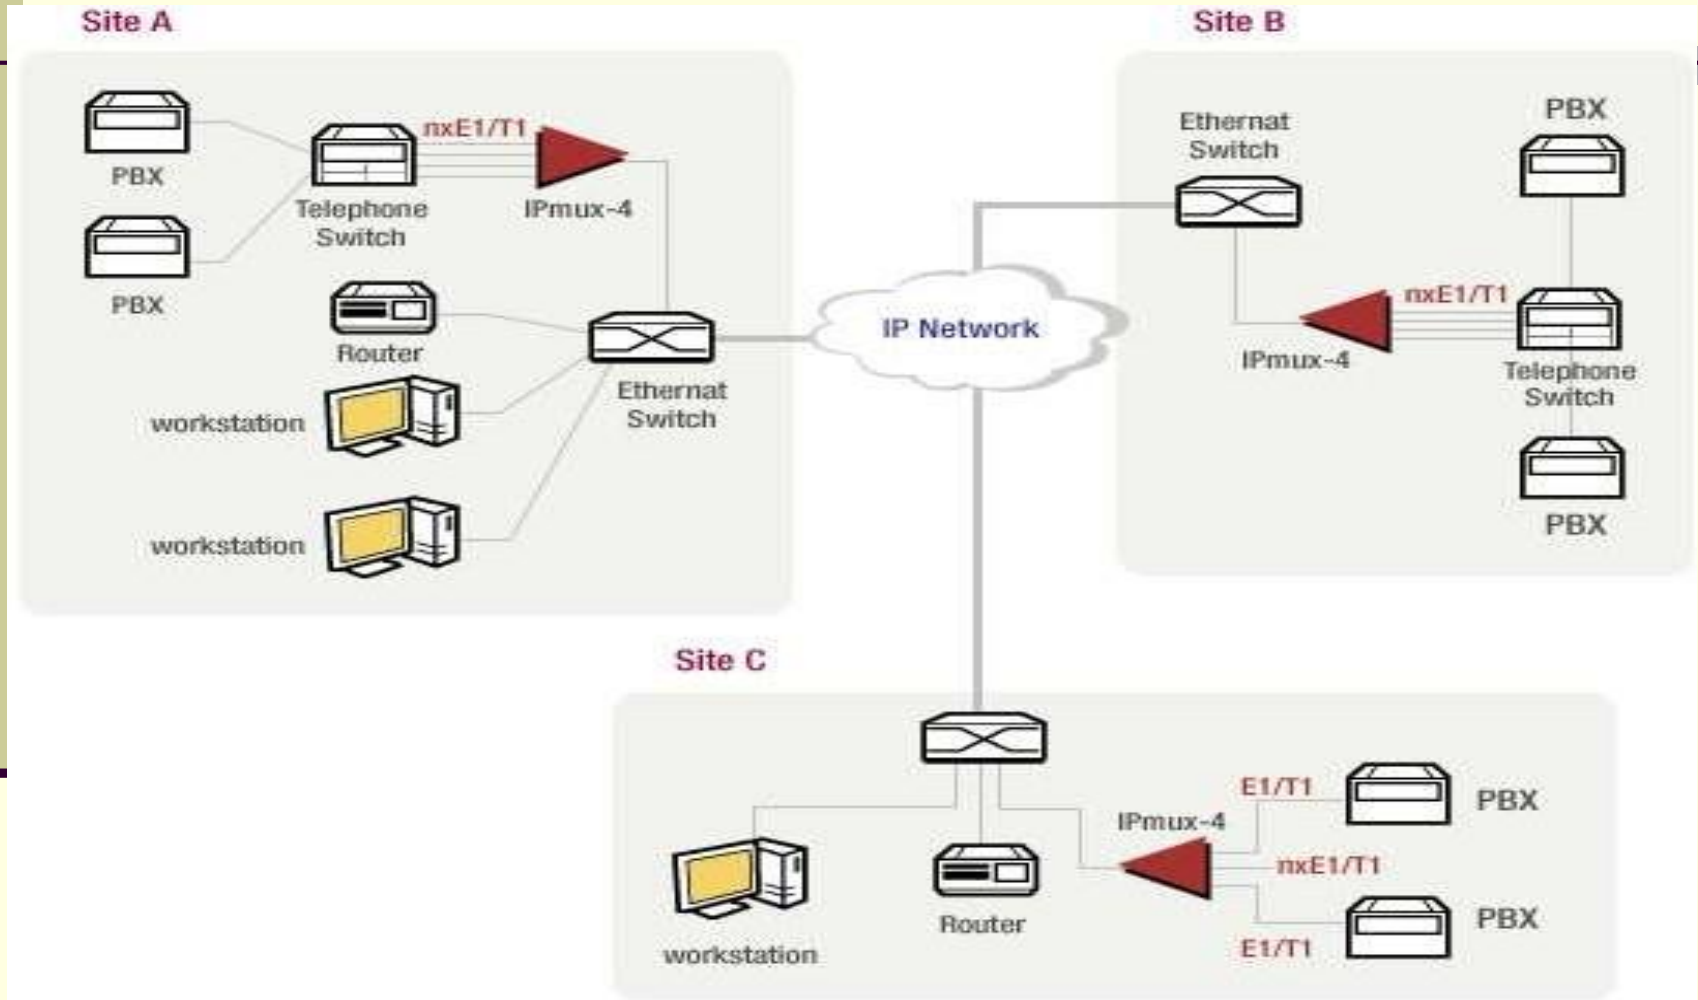 Site A
PBX
PBX
nxE1/T1
Telephone
Switch
IPmux-4
Router
workstation
workstation
Ethernat
Switch
IP Network
Site B
Ethernat
Switch
PBX
nxE1/T1
IPmux-4
Telephone
Switch
PBX
Site C
workstation
Router
IPmux-4
E1/T1
nxE1/T1
E1/T1
PBX
PBX